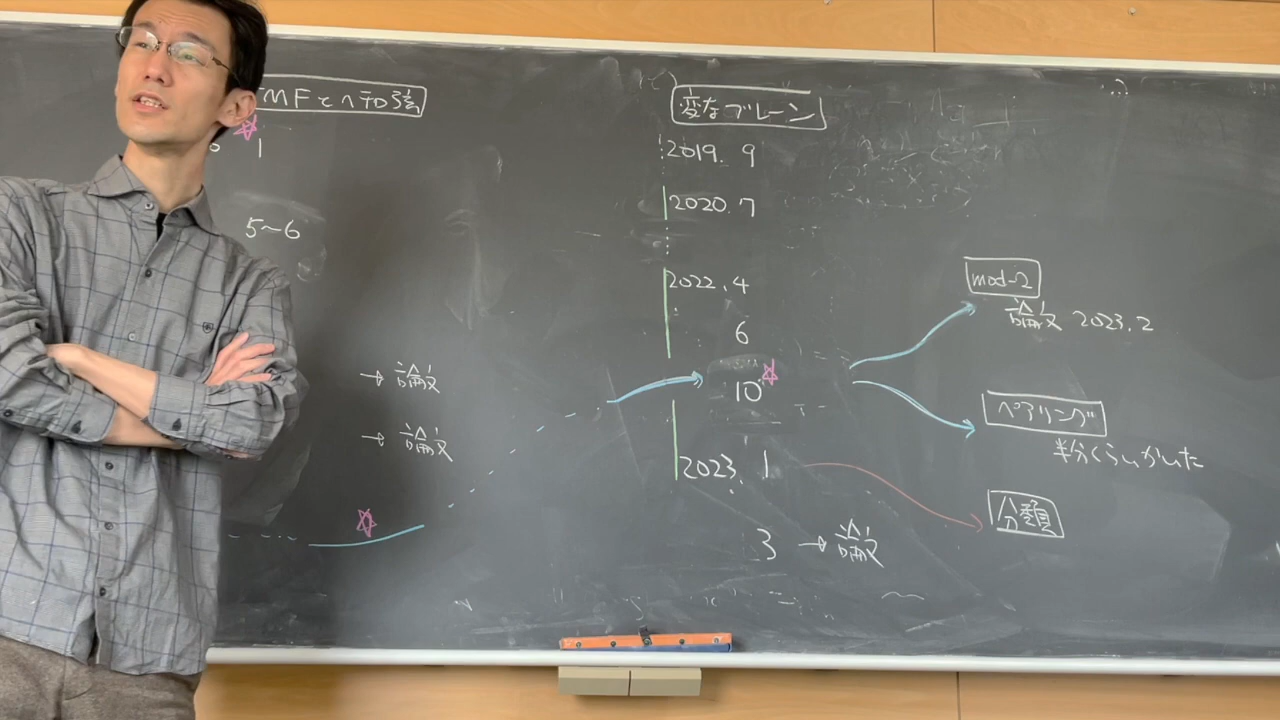 MFとヘテロ弦
1
5~6
→ 論文
→ 論文
変なブレーン
2019. 9
2020. 7
2022. 4
6
10
2023. 1
3 → 論文
mod-2
論文 2023. 2
ペアリング
半分くらいかいた
分類